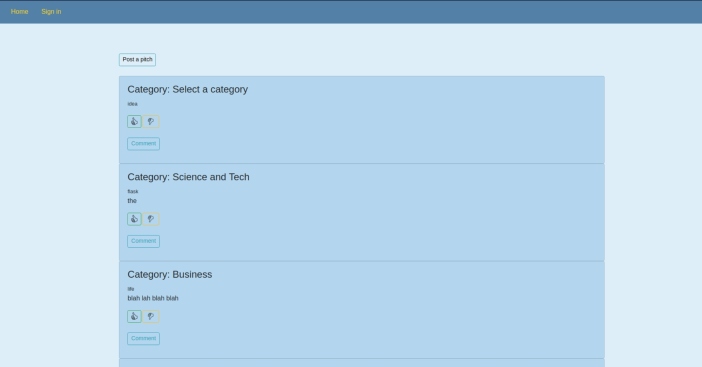 Home Sign in
Post a pitch
Category: Select a category
idea
Comment
Category: Science and Tech
flask
the
Comment
Category: Business
life
blah lah blah blah
Comment